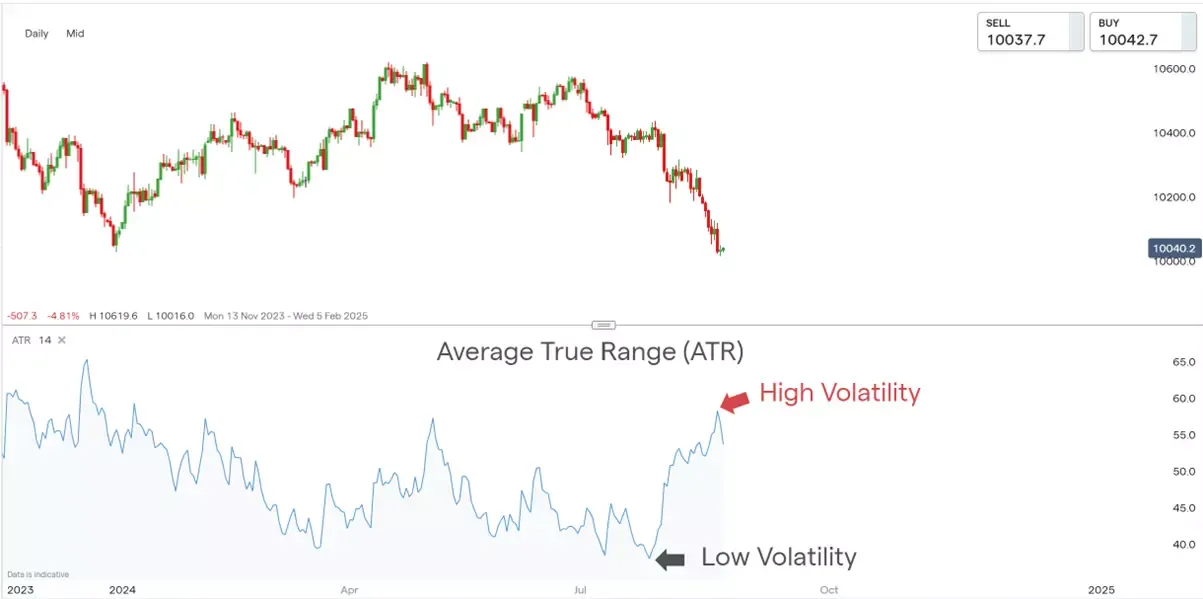 Daily Mid
SELL
10037.7
BUY
10042.7
10600.0
10400.0
10200.0
10040.2
10000.0
-507.3 -4.81% H 10619.6 L 10016.0 Mon 13 Nov 2023 - Wed 5 Feb 2025
ATR 14 ✕
Average True Range (ATR)
65.0
High Volatility
60.0
55.0
50.0
45.0
40.0
Low Volatility
Data is indicative
2023 2024 Apr Jul Oct 2025